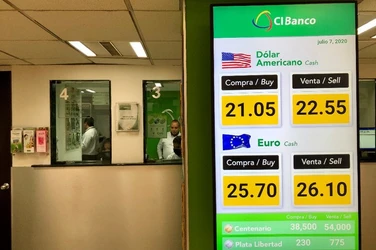 CIBanco
julio 7, 2020
Dólar
Americano Cash
Compra / Buy
Venta / Sell
21.05
22.55
Euro Cash
Compra / Buy
Venta / Sell
25.70
26.10
Compra / Buy
Venta / Sell
Centenario 38,500 54,000
Plata Libertad 230 775
4
3